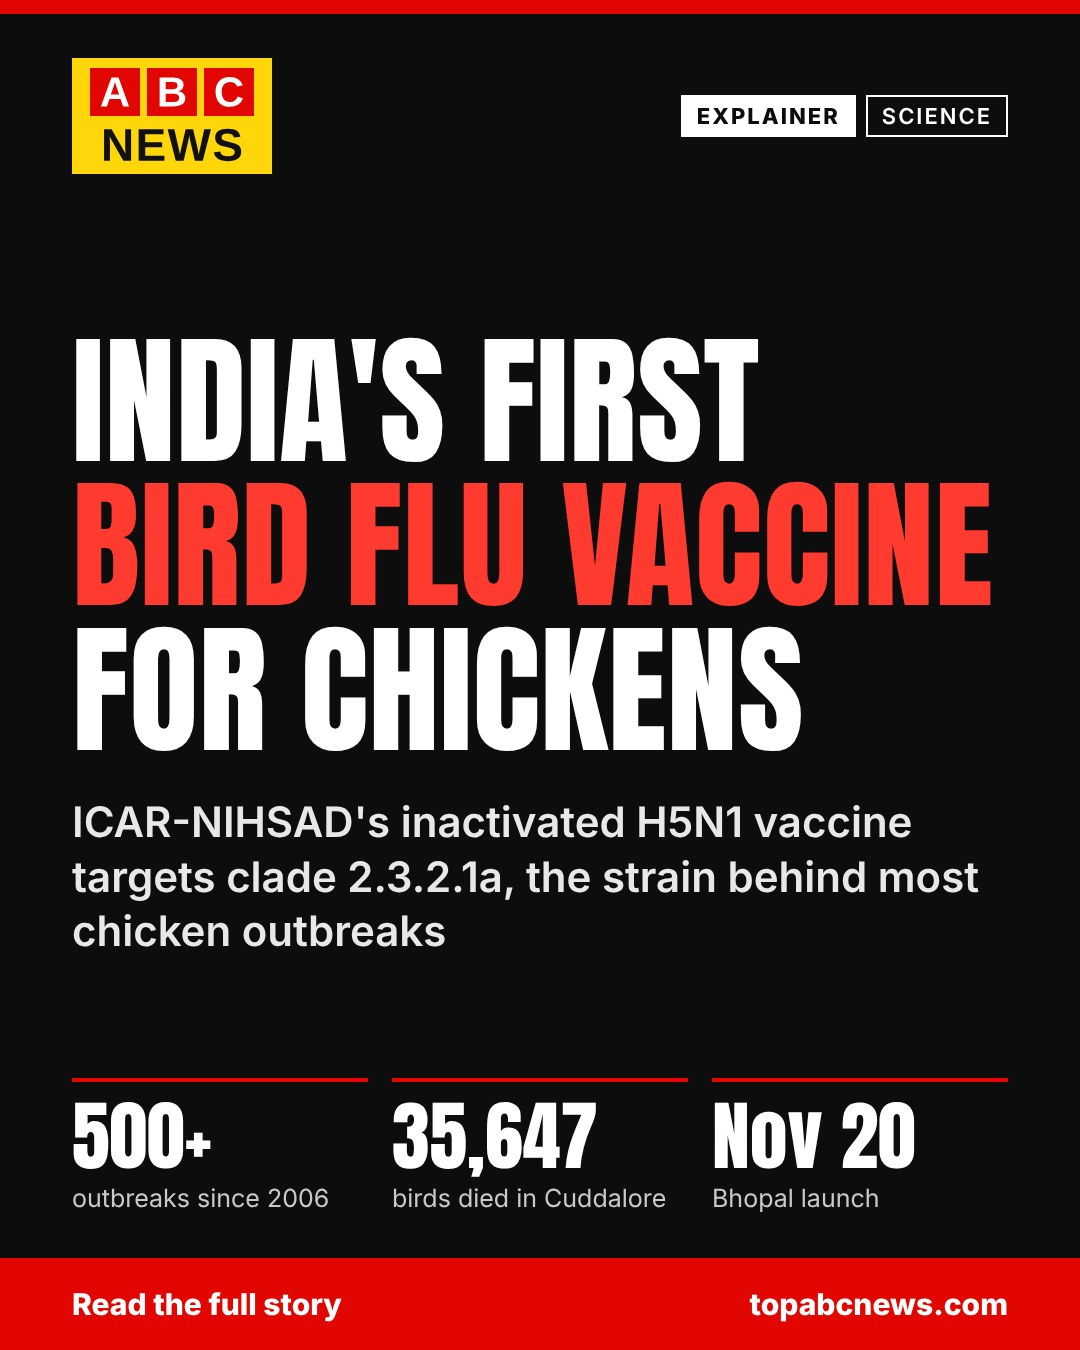 A B C
NEWS
EXPLAINER
SCIENCE
INDIA'S FIRST
BIRD FLU VACCINE
FOR CHICKENS
ICAR-NIHSAD's inactivated H5N1 vaccine
targets clade 2.3.2.1a, the strain behind most
chicken outbreaks
500+
outbreaks since 2006
35,647
birds died in Cuddalore
Nov 20
Bhopal launch
Read the full story
topabcnews.com